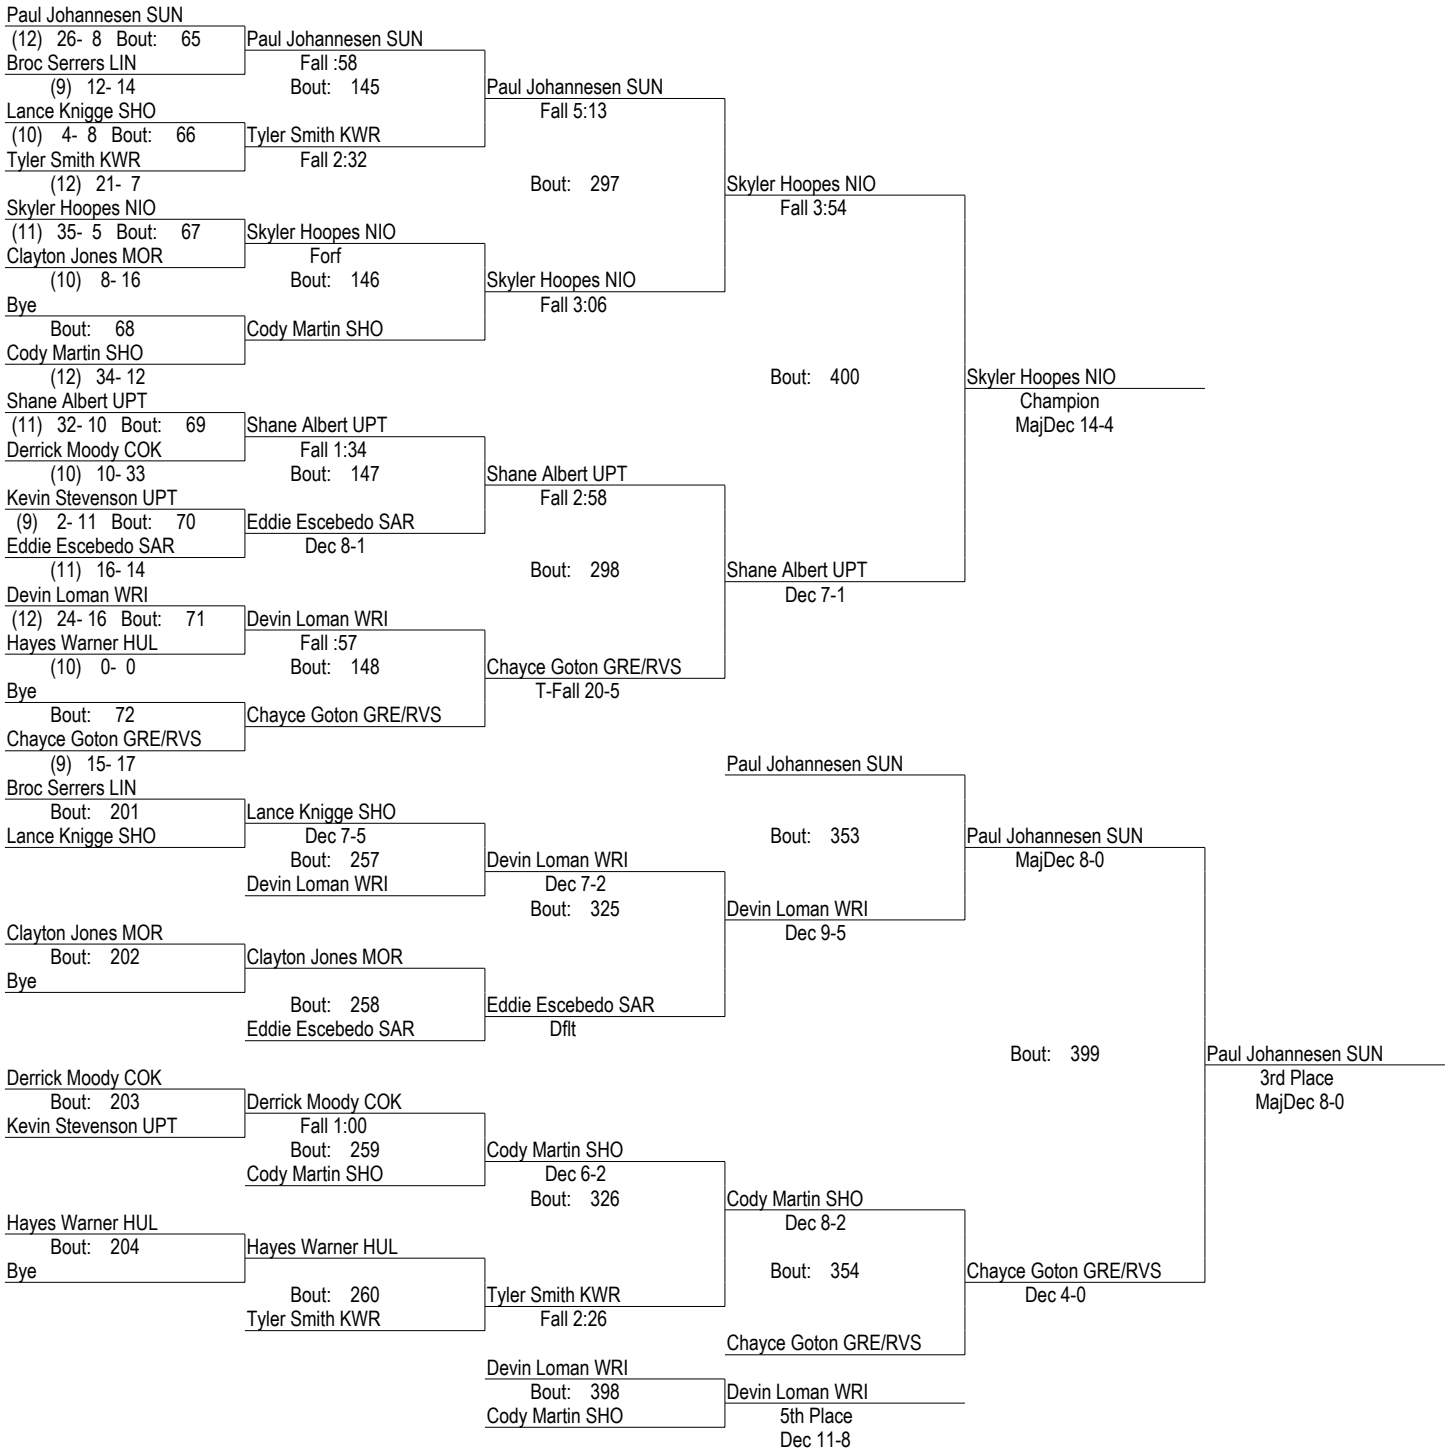 Paul Johannesen SUN
(12) 26- 8 Bout: 65 Paul Johannesen SUN
Broc Serrers LIN Fall :58
(9) 12- 14 Bout: 145 Paul Johannesen SUN
Lance Knigge SHO Fall 5:13
(10) 4- 8 Bout: 66 Tyler Smith KWR
Tyler Smith KWR Fall 2:32
(12) 21- 7 Bout: 297 Skyler Hoopes NIO
Skyler Hoopes NIO Fall 3:54
(11) 35- 5 Bout: 67 Skyler Hoopes NIO
Clayton Jones MOR Forf
(10) 8- 16 Bout: 146 Skyler Hoopes NIO
Bye Fall 3:06
Bout: 68 Cody Martin SHO
Cody Martin SHO
(12) 34- 12 Bout: 400 Skyler Hoopes NIO
Shane Albert UPT Champion
(11) 32- 10 Bout: 69 Shane Albert UPT MajDec 14-4
Derrick Moody COK Fall 1:34
(10) 10- 33 Bout: 147 Shane Albert UPT
Kevin Stevenson UPT Fall 2:58
(9) 2- 11 Bout: 70 Eddie Escebedo SAR
Eddie Escebedo SAR Dec 8-1
(11) 16- 14 Bout: 298 Shane Albert UPT
Devin Loman WRI Dec 7-1
(12) 24- 16 Bout: 71 Devin Loman WRI
Hayes Warner HUL Fall :57
(10) 0- 0 Bout: 148 Chayce Goton GRE/RVS
Bye T-Fall 20-5
Bout: 72 Chayce Goton GRE/RVS
Chayce Goton GRE/RVS
(9) 15- 17 Paul Johannesen SUN
Broc Serrers LIN
Bout: 201 Lance Knigge SHO
Lance Knigge SHO Dec 7-5 Bout: 353 Paul Johannesen SUN
Bout: 257 Devin Loman WRI MajDec 8-0
Devin Loman WRI Dec 7-2
Bout: 325 Devin Loman WRI
Clayton Jones MOR Dec 9-5
Bout: 202 Clayton Jones MOR
Bye
Bout: 258 Eddie Escebedo SAR
Eddie Escebedo SAR Dflt
Bout: 399 Paul Johannesen SUN
Derrick Moody COK 3rd Place
Bout: 203 Derrick Moody COK MajDec 8-0
Kevin Stevenson UPT Fall 1:00
Bout: 259 Cody Martin SHO
Cody Martin SHO Dec 6-2
Bout: 326 Cody Martin SHO
Hayes Warner HUL Dec 8-2
Bout: 204 Hayes Warner HUL
Bye Bout: 354 Chayce Goton GRE/RVS
Bout: 260 Tyler Smith KWR Dec 4-0
Tyler Smith KWR Fall 2:26
Chayce Goton GRE/RVS
Devin Loman WRI
Bout: 398 Devin Loman WRI
Cody Martin SHO 5th Place
Dec 11-8